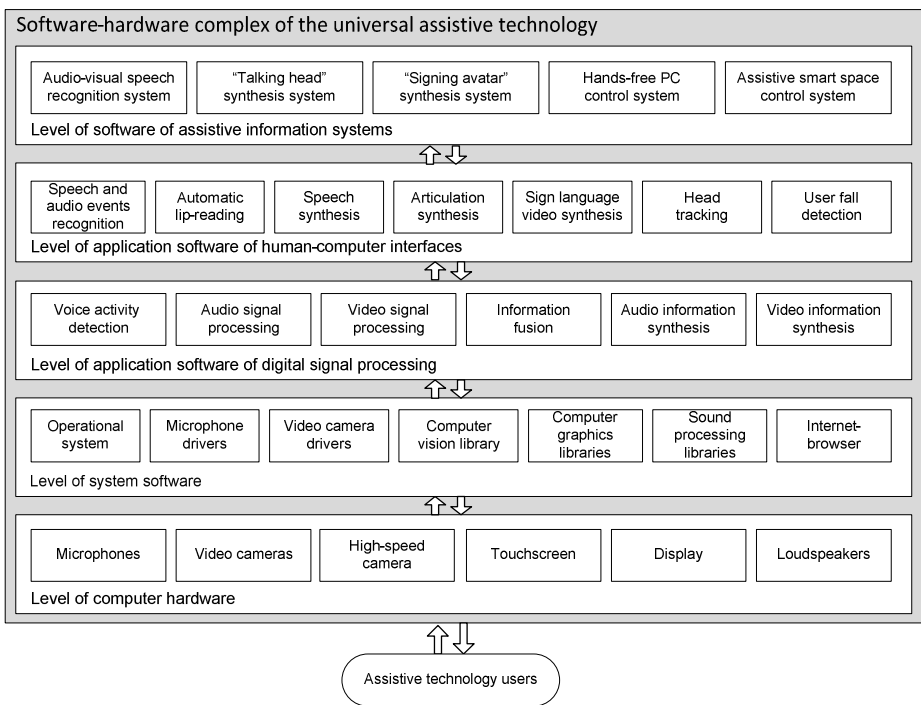 Software-hardware complex of the universal assistive technology
Audio-visual speech
recognition system
“Talking head”
synthesis system
“Signing avatar”
synthesis system
Hands-free PC
control system
Assistive smart space
control system
Level of software of assistive information systems
Speech and
audio events
recognition
Automatic
lip-reading
Speech
synthesis
Articulation
synthesis
Sign language
video synthesis
Head
tracking
User fall
detection
Level of application software of human-computer interfaces
Voice activity
detection
Audio signal
processing
Video signal
processing
Information
fusion
Audio information
synthesis
Video information
synthesis
Level of application software of digital signal processing
Operational
system
Microphone
drivers
Video camera
drivers
Computer
vision library
Computer
graphics
libraries
Sound
processing
libraries
Internet-
browser
Level of system software
Microphones
Video cameras
High-speed
camera
Touchscreen
Display
Loudspeakers
Level of computer hardware
Assistive technology users